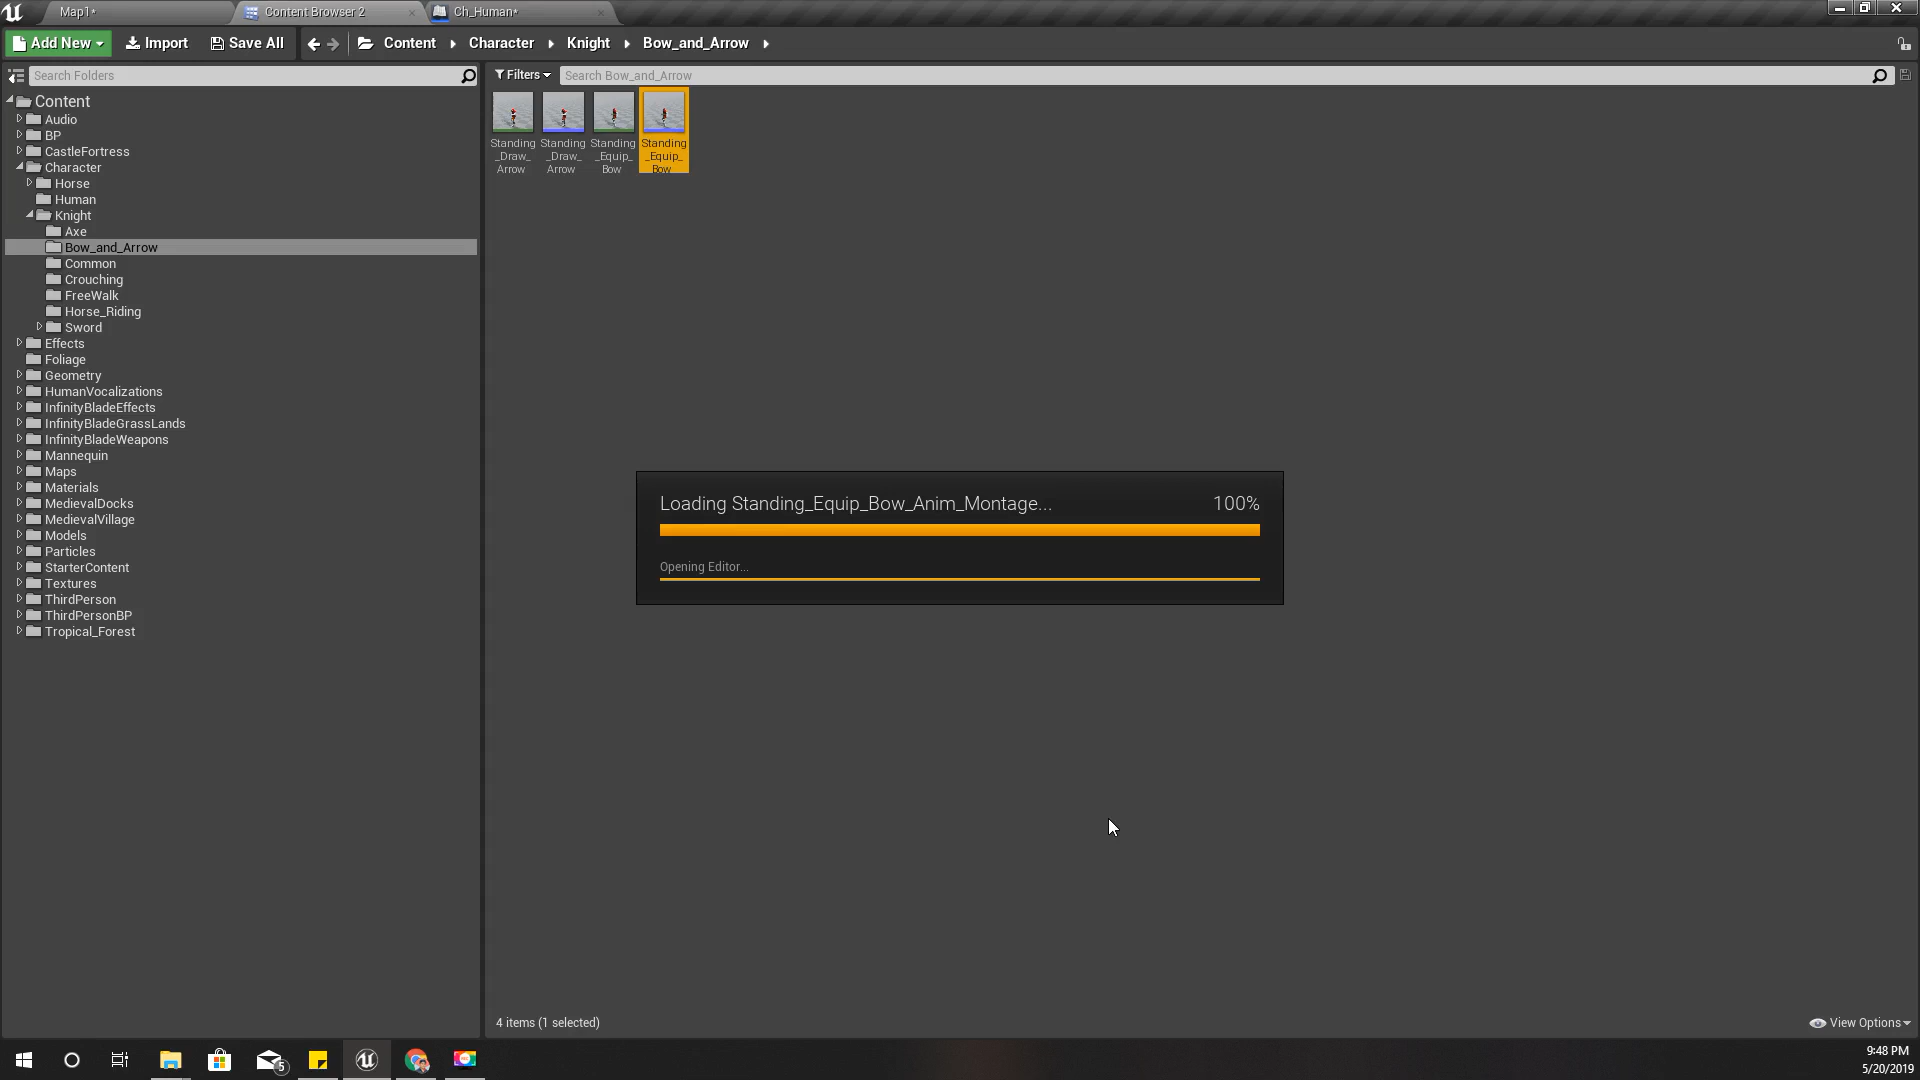 Map1*
Content Browser 2
Ch_Human*
Add New
Import
Save All
Content
Character
Knight
Bow_and_Arrow
Search Folders
Filters
Search Bow_and_Arrow
Content
Audio
BP
CastleFortress
Character
Horse
Human
Knight
Axe
Bow_and_Arrow
Common
Crouching
FreeWalk
Horse_Riding
Sword
Effects
Foliage
Geometry
HumanVocalizations
InfinityBladeEffects
InfinityBladeGrassLands
InfinityBladeWeapons
Mannequin
Maps
Materials
MedievalDocks
MedievalVillage
Models
Particles
StarterContent
Textures
ThirdPerson
ThirdPersonBP
Tropical_Forest
Standing
_Draw_
Arrow
Standing
_Draw_
Arrow
Standing
_Equip_
Bow
Standing
_Equip_
Bow
Loading Standing_Equip_Bow_Anim_Montage... 100%
Opening Editor...
4 items (1 selected)
View Options
5
9:48 PM
5/20/2019